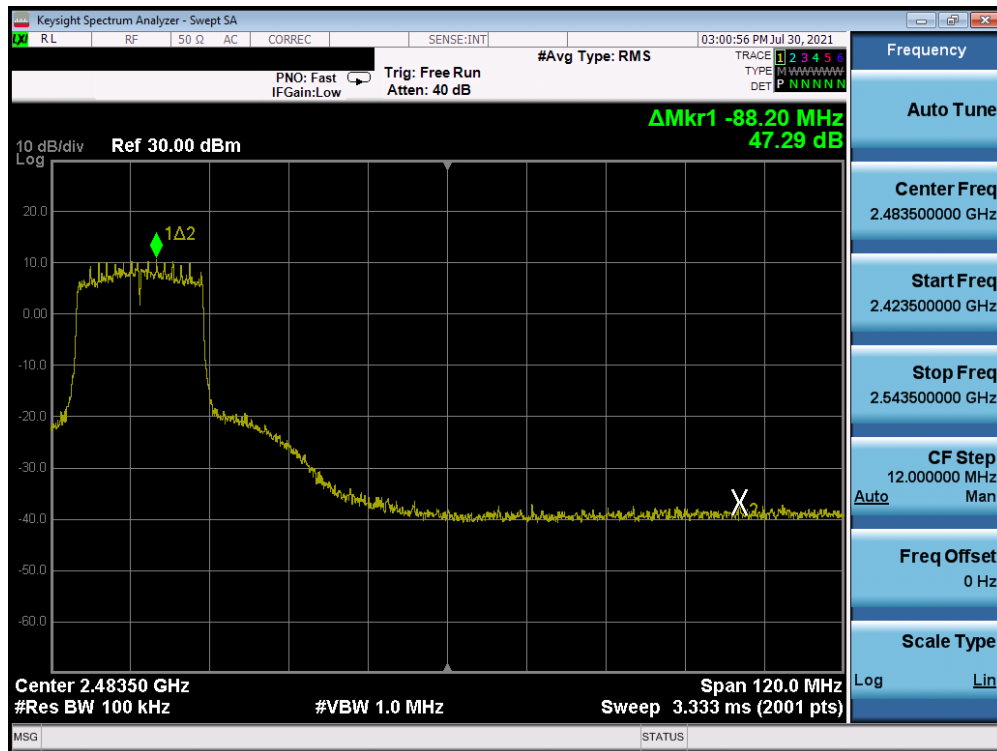 Keysight Spectrum Analyzer - Swept SA
LXI RL RF 50 Ω AC CORREC SENSE:INT 03:00:56 PM Jul 30, 2021
#Avg Type: RMS
TRACE 1 2 3 4 5 6
TYPE M W W W W W
DET P N N N N N
PNO: Fast
IFGain:Low
Trig: Free Run
Atten: 40 dB
ΔMkr1 -88.20 MHz
47.29 dB
10 dB/div Ref 30.00 dBm
Log
20.0
10.0
0.00
-10.0
-20.0
-30.0
-40.0
-50.0
-60.0
1Δ2
X2
Center 2.48350 GHz Span 120.0 MHz
#Res BW 100 kHz #VBW 1.0 MHz Sweep 3.333 ms (2001 pts)
MSG STATUS
Frequency
Auto Tune
Center Freq
2.483500000 GHz
Start Freq
2.423500000 GHz
Stop Freq
2.543500000 GHz
CF Step
12.000000 MHz
Auto Man
Freq Offset
0 Hz
Scale Type
Log Lin